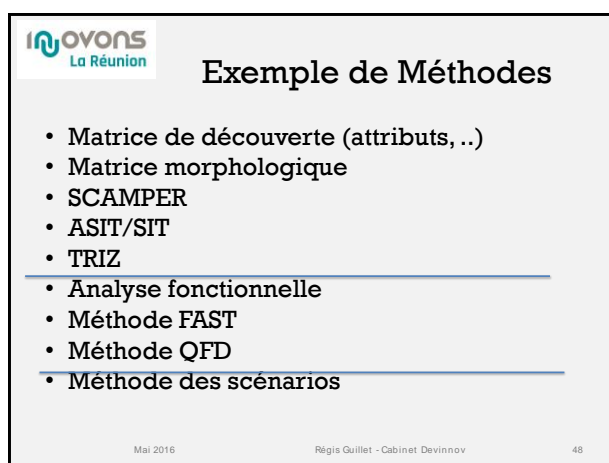 Inovons
La Réunion
Exemple de Méthodes
• Matrice de découverte (attributs, ..)
• Matrice morphologique
• SCAMPER
• ASIT/SIT
• TRIZ
• Analyse fonctionnelle
• Méthode FAST
• Méthode QFD
• Méthode des scénarios
Mai 2016 Régis Guillet - Cabinet Devinnov 48